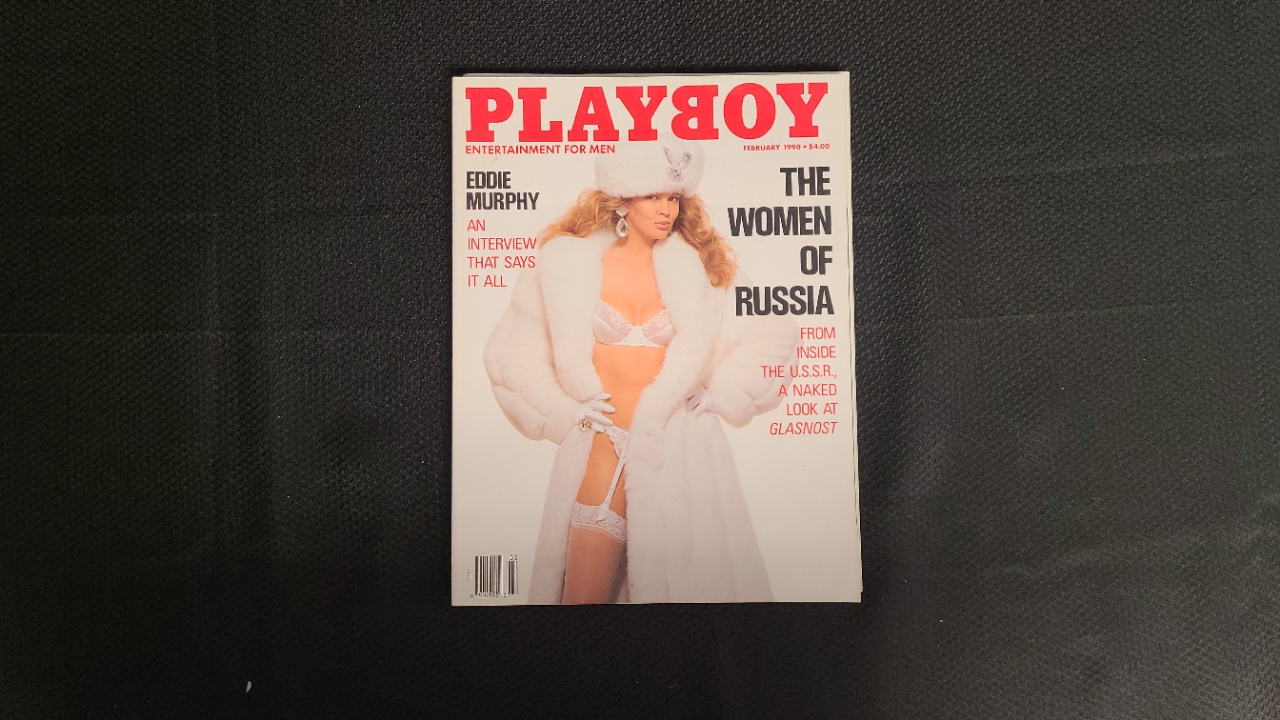 PLAYBOY
ENTERTAINMENT FOR MEN
FEBRUARY 1990 • $4.00
EDDIE
MURPHY
AN
INTERVIEW
THAT SAYS
IT ALL
THE
WOMEN
OF
RUSSIA
FROM
INSIDE
THE U.S.S.R.,
A NAKED
LOOK AT
GLASNOST